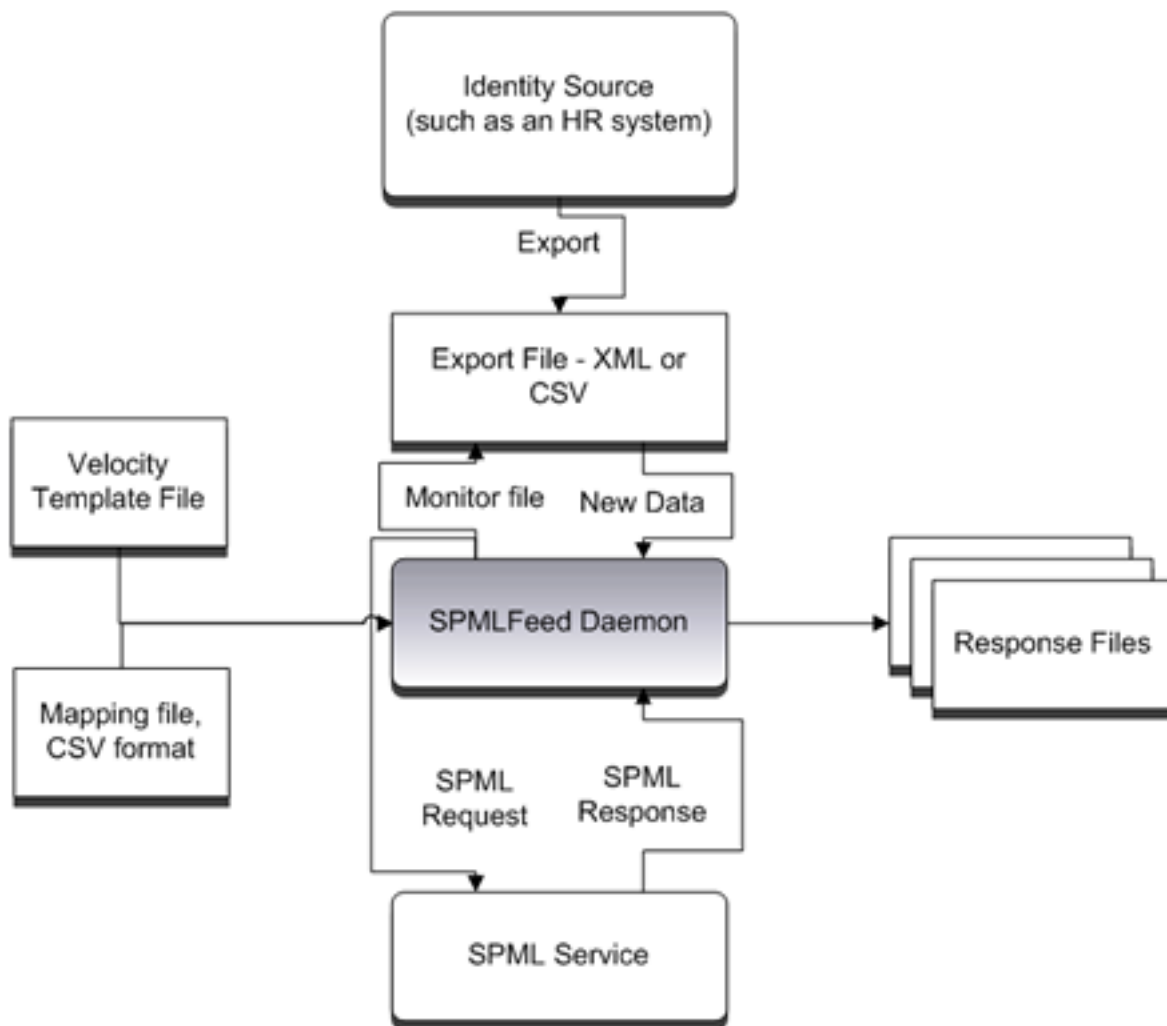 Identity Source
(such as an HR system)
Export
Export File - XML or
CSV
Velocity
Template File
Monitor file
New Data
SPMLFeed Daemon
Response Files
Mapping file,
CSV format
SPML
Request
SPML
Response
SPML Service